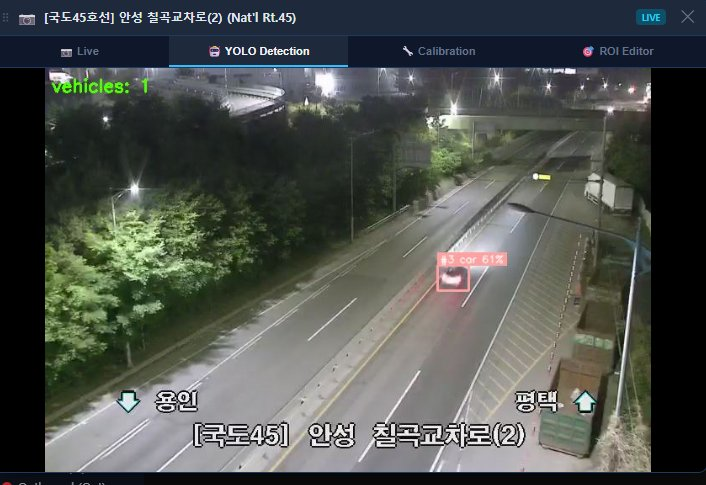 [국도45호선] 안성 칠곡교차로(2) (Nat'l Rt.45)
LIVE
Live
YOLO Detection
Calibration
ROI Editor
vehicles: 1
#3 car 61%
용인
평택
[국도45] 안성 칠곡교차로(2)